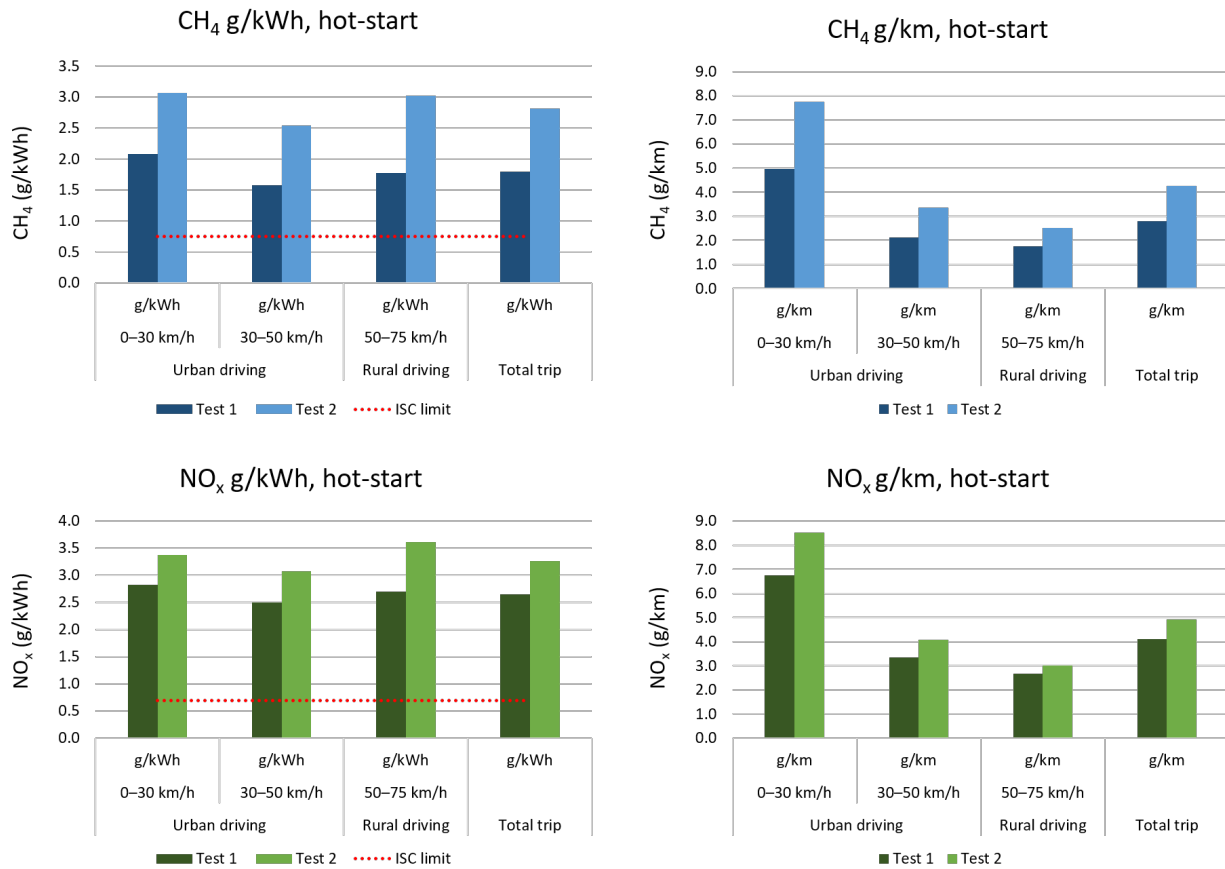 CH₄ g/kWh, hot-start
3.5
3.0
2.5
2.0
1.5
1.0
0.5
0.0
CH₄ (g/kWh)
g/kWh g/kWh g/kWh g/kWh
0–30 km/h 30–50 km/h 50–75 km/h
Urban driving Rural driving Total trip
Test 1 Test 2 ISC limit
CH₄ g/km, hot-start
9.0
8.0
7.0
6.0
5.0
4.0
3.0
2.0
1.0
0.0
CH₄ (g/km)
g/km g/km g/km g/km
0–30 km/h 30–50 km/h 50–75 km/h
Urban driving Rural driving Total trip
Test 1 Test 2
NOₓ g/kWh, hot-start
4.0
3.5
3.0
2.5
2.0
1.5
1.0
0.5
0.0
NOₓ (g/kWh)
g/kWh g/kWh g/kWh g/kWh
0–30 km/h 30–50 km/h 50–75 km/h
Urban driving Rural driving Total trip
Test 1 Test 2 ISC limit
NOₓ g/km, hot-start
9.0
8.0
7.0
6.0
5.0
4.0
3.0
2.0
1.0
0.0
NOₓ (g/km)
g/km g/km g/km g/km
0–30 km/h 30–50 km/h 50–75 km/h
Urban driving Rural driving Total trip
Test 1 Test 2